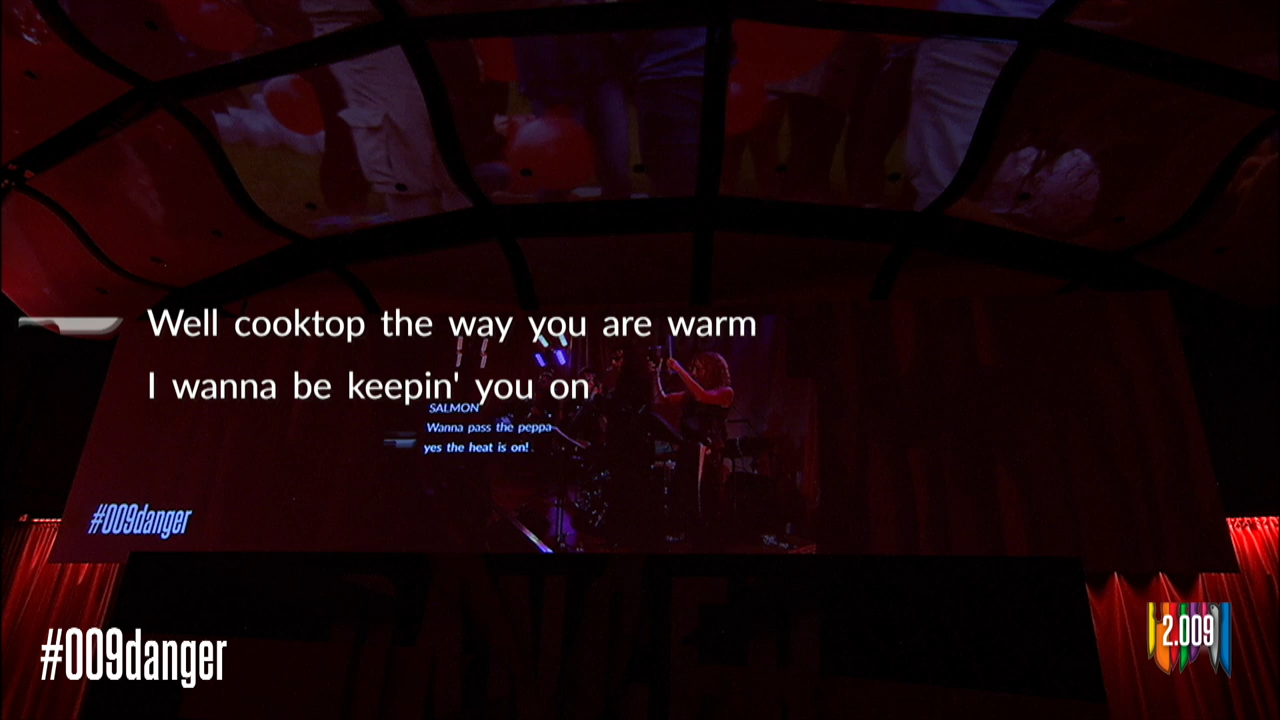 Well cooktop the way you are warm
I wanna be keepin' you on
SALMON
Wanna pass the peppa
yes the heat is on!
#009danger
#009danger
2.009